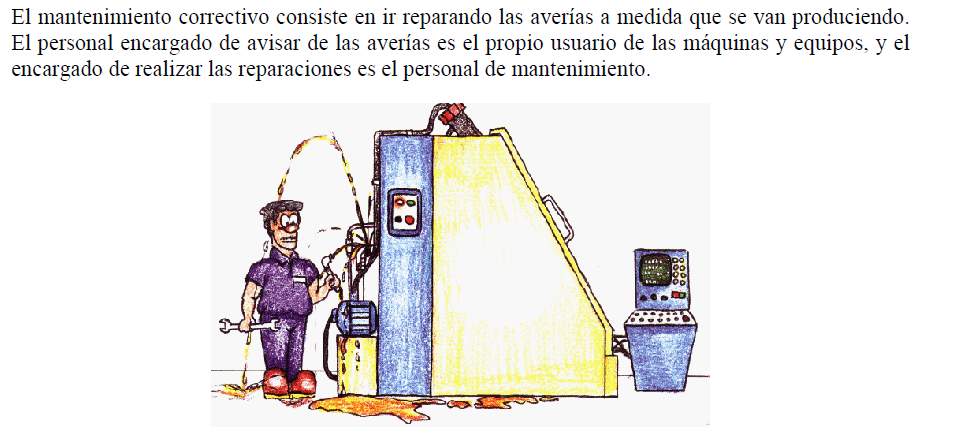 El mantenimiento correctivo consiste en ir reparando las averías a medida que se van produciendo.
El personal encargado de avisar de las averías es el propio usuario de las máquinas y equipos, y el
encargado de realizar las reparaciones es el personal de mantenimiento.